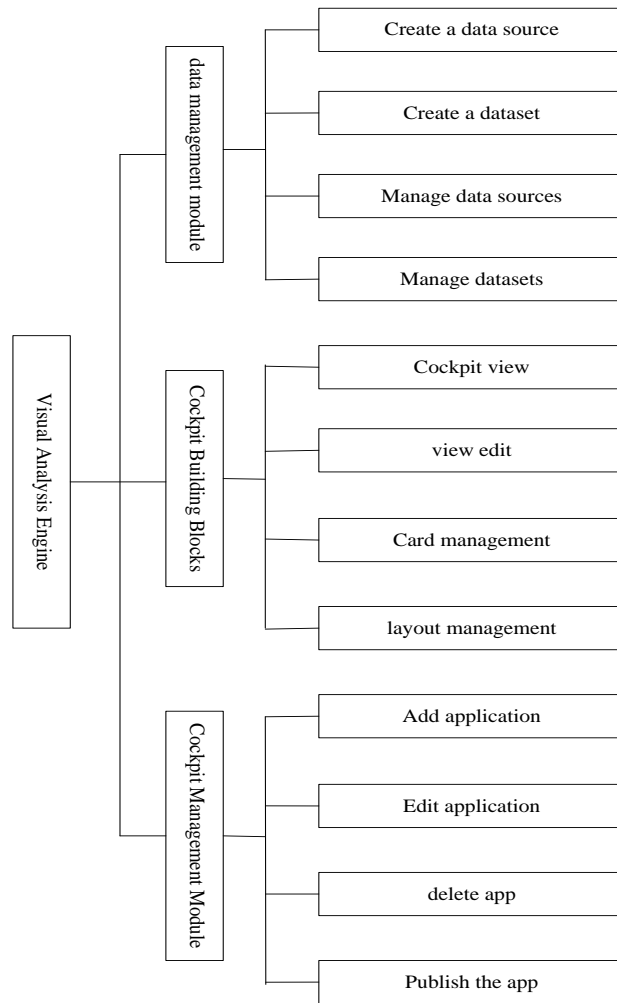 Visual Analysis Engine
data management module
Create a data source
Create a dataset
Manage data sources
Manage datasets
Cockpit Building Blocks
Cockpit view
view edit
Card management
layout management
Cockpit Management Module
Add application
Edit application
delete app
Publish the app